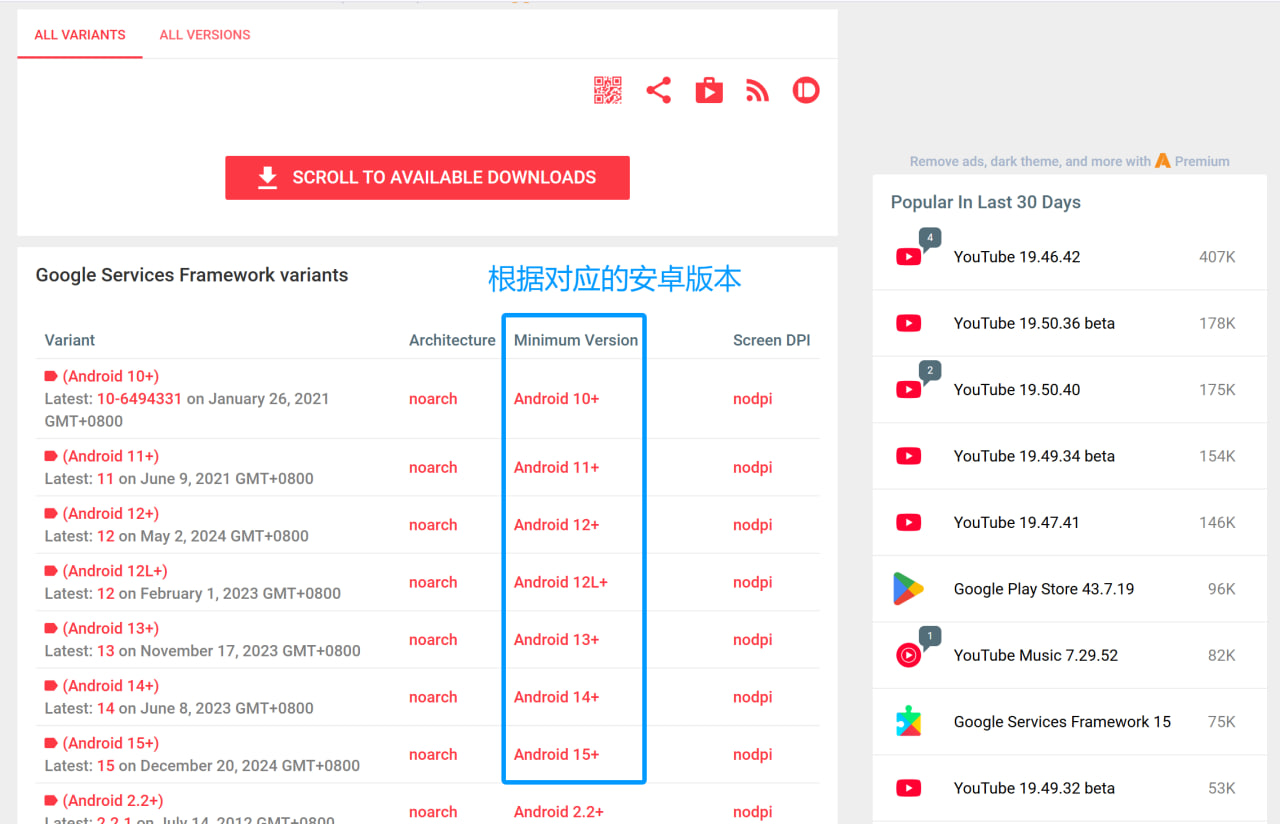 ALL VARIANTS ALL VERSIONS
SCROLL TO AVAILABLE DOWNLOADS
Google Services Framework variants
根据对应的安卓版本
Variant Architecture Minimum Version Screen DPI
(Android 10+)
Latest: 10-6494331 on January 26, 2021
GMT+0800
noarch Android 10+ nodpi
(Android 11+)
Latest: 11 on June 9, 2021 GMT+0800
noarch Android 11+ nodpi
(Android 12+)
Latest: 12 on May 2, 2024 GMT+0800
noarch Android 12+ nodpi
(Android 12L+)
Latest: 12 on February 1, 2023 GMT+0800
noarch Android 12L+ nodpi
(Android 13+)
Latest: 13 on November 17, 2023 GMT+0800
noarch Android 13+ nodpi
(Android 14+)
Latest: 14 on June 8, 2023 GMT+0800
noarch Android 14+ nodpi
(Android 15+)
Latest: 15 on December 20, 2024 GMT+0800
noarch Android 15+ nodpi
(Android 2.2+)
Latest: 2.2.1 on July 14, 2012 GMT+0800
noarch Android 2.2+ nodpi
Remove ads, dark theme, and more with Premium
Popular In Last 30 Days
4
YouTube 19.46.42 407K
YouTube 19.50.36 beta 178K
2
YouTube 19.50.40 175K
YouTube 19.49.34 beta 154K
YouTube 19.47.41 146K
Google Play Store 43.7.19 96K
1
YouTube Music 7.29.52 82K
Google Services Framework 15 75K
YouTube 19.49.32 beta 53K